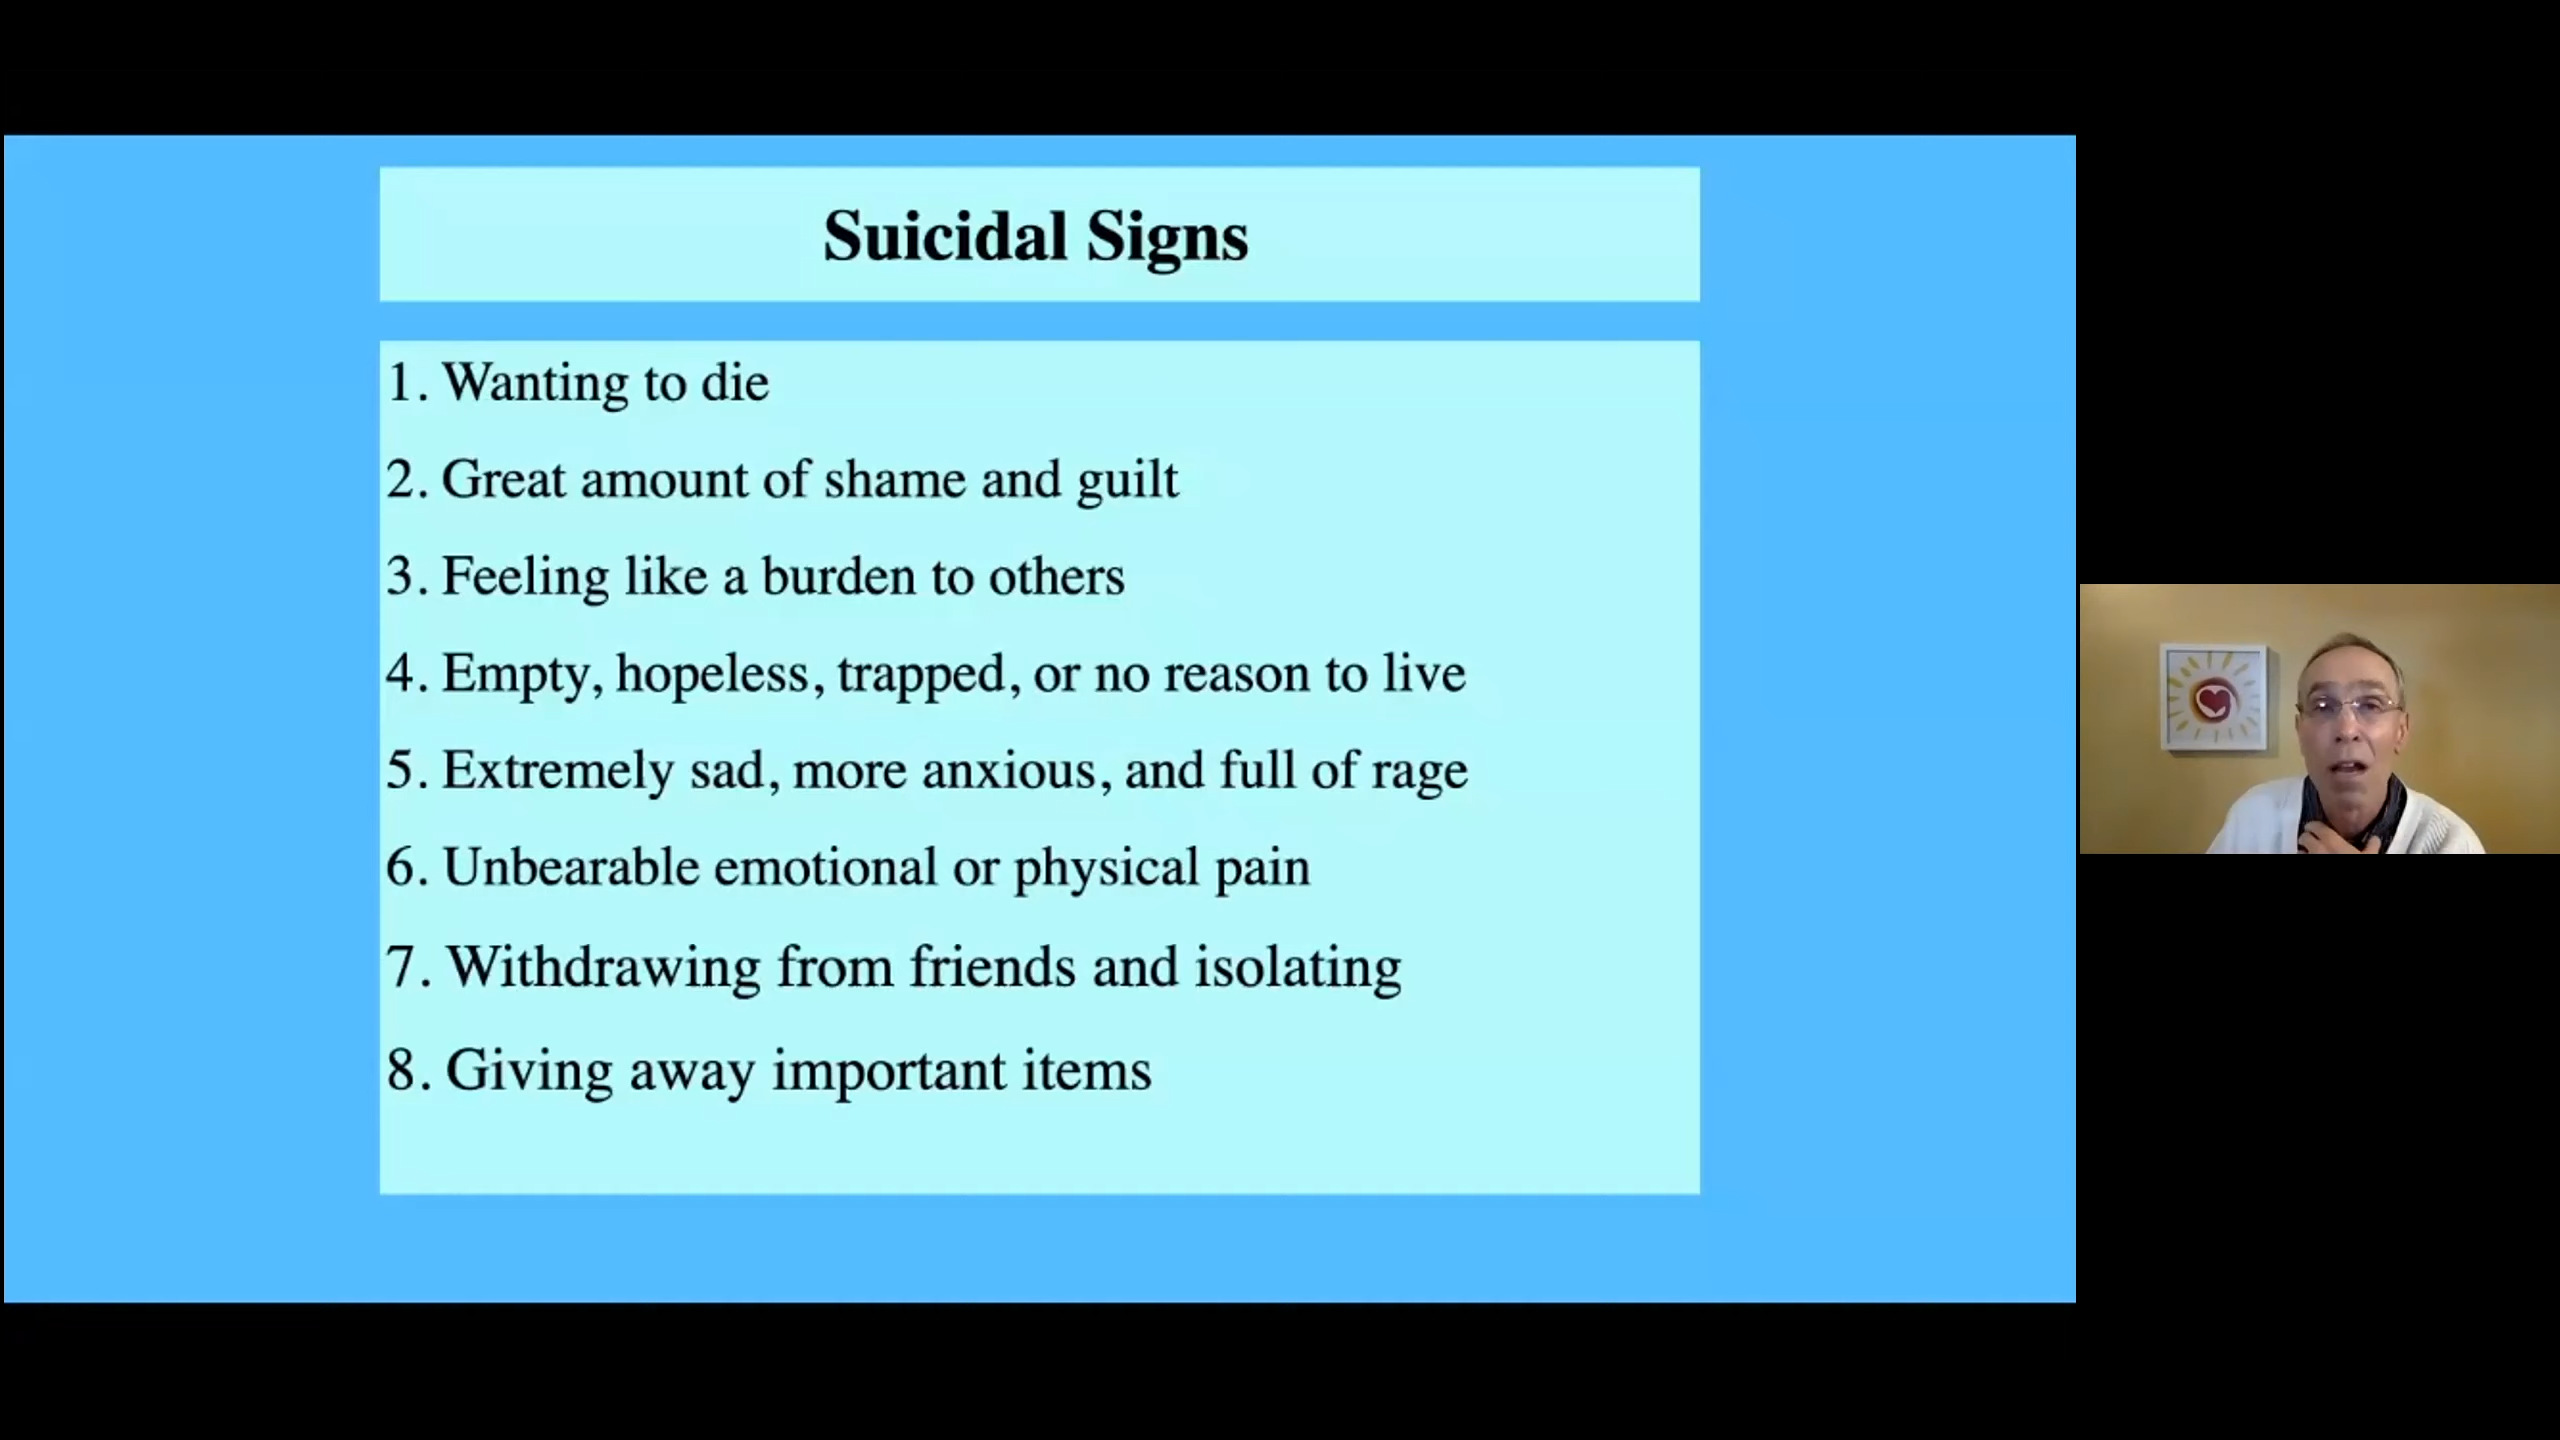 Suicidal Signs
1. Wanting to die
2. Great amount of shame and guilt
3. Feeling like a burden to others
4. Empty, hopeless, trapped, or no reason to live
5. Extremely sad, more anxious, and full of rage
6. Unbearable emotional or physical pain
7. Withdrawing from friends and isolating
8. Giving away important items